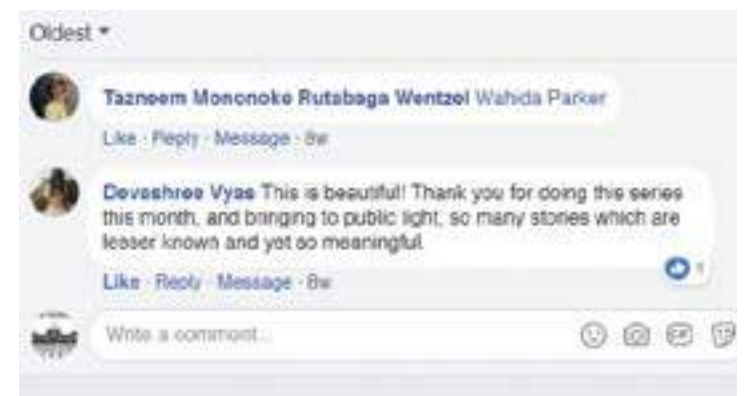 Oldest
Tazneem Mononoke Rutabaga Wentzel Wahida Parker
Like · Reply · Message · 8w
Devashree Vyas This is beautiful! Thank you for doing this series
this month, and bringing to public light, so many stories which are
lesser known and yet so meaningful.
1
Like · Reply · Message · 8w
Write a comment...
GIF